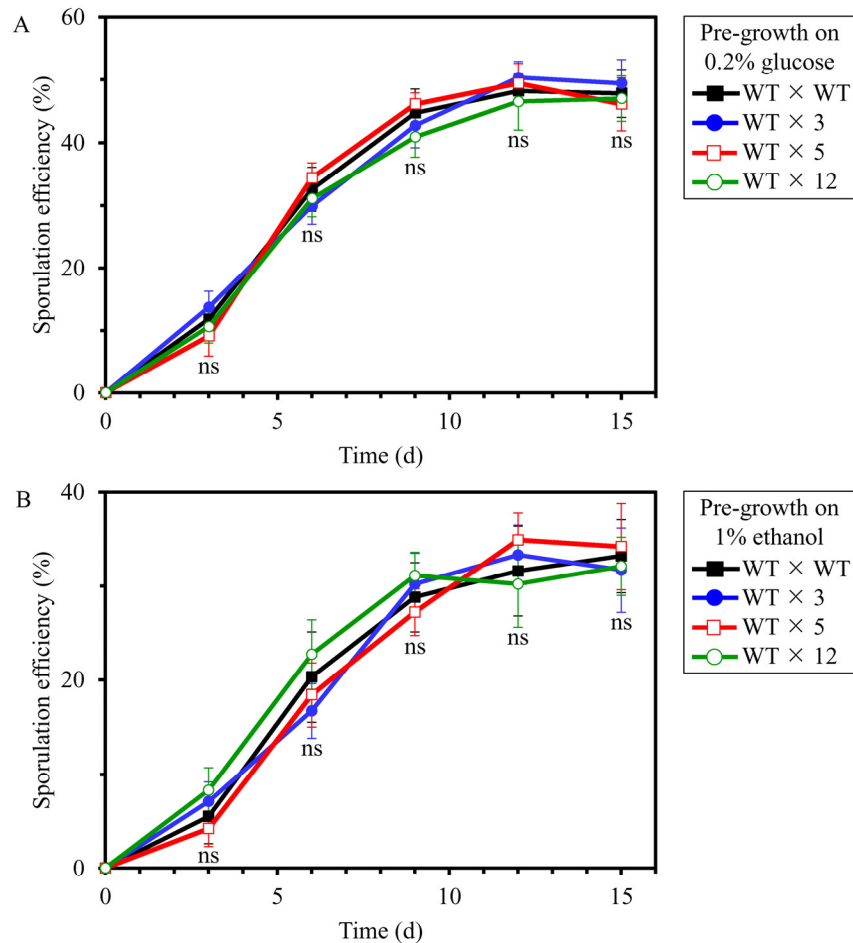 A
60
40
20
0
Sporulation efficiency (%)
ns
ns
ns
ns
ns
0
5
10
15
Time (d)
Pre-growth on
0.2% glucose
WT × WT
WT × 3
WT × 5
WT × 12
B
40
20
0
Sporulation efficiency (%)
ns
ns
ns
ns
ns
0
5
10
15
Time (d)
Pre-growth on
1% ethanol
WT × WT
WT × 3
WT × 5
WT × 12